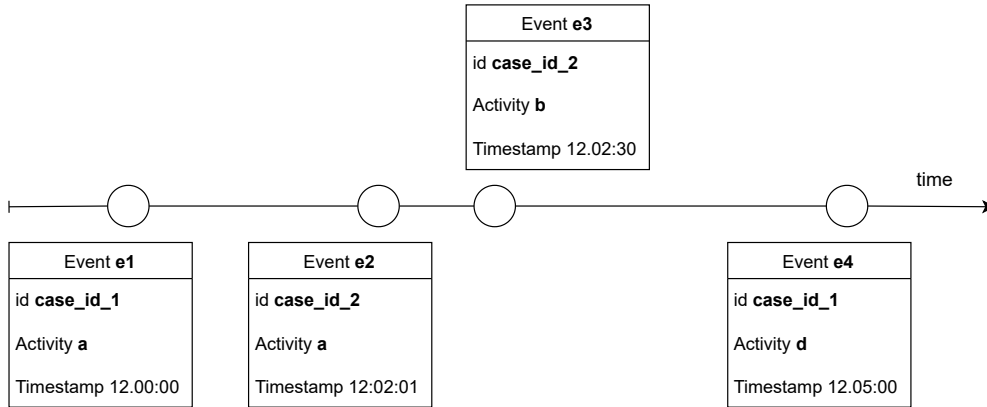 Event e3
id case_id_2
Activity b
Timestamp 12.02:30
time
Event e1
id case_id_1
Activity a
Timestamp 12.00:00
Event e2
id case_id_2
Activity a
Timestamp 12:02:01
Event e4
id case_id_1
Activity d
Timestamp 12.05:00